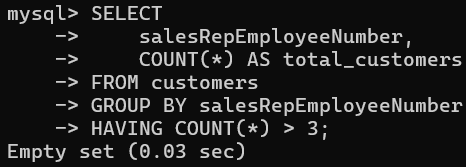 mysql> SELECT
    ->     salesRepEmployeeNumber,
    ->     COUNT(*) AS total_customers
    -> FROM customers
    -> GROUP BY salesRepEmployeeNumber
    -> HAVING COUNT(*) > 3;
Empty set (0.03 sec)